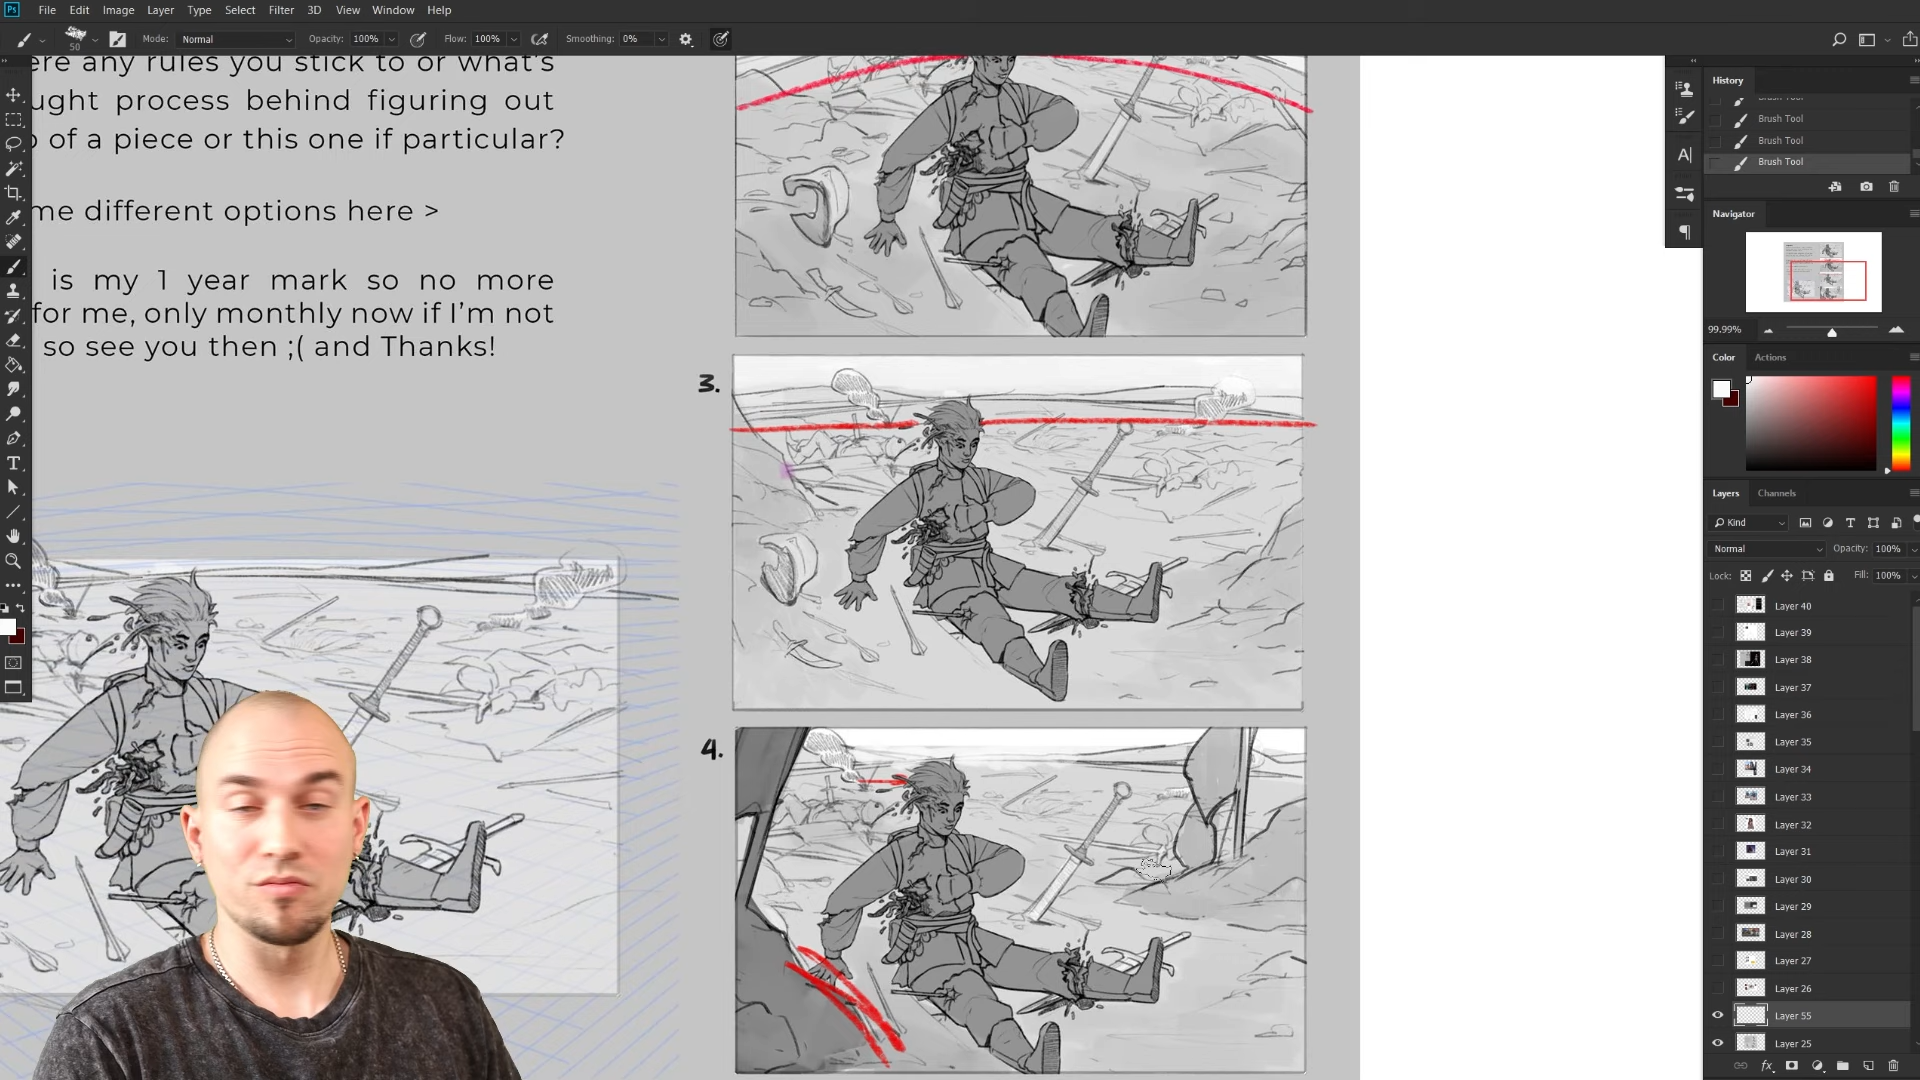 Ps File Edit Image Layer Type Select Filter 3D View Window Help
50 Mode: Normal Opacity: 100% Flow: 100% Smoothing: 0%
ere any rules you stick to or what's
ught process behind figuring out
of a piece or this one if particular?
me different options here >
is my 1 year mark so no more
for me, only monthly now if I'm not
so see you then ;( and Thanks!
3.
4.
History
Brush Tool
Brush Tool
Brush Tool
Brush Tool
Navigator
99.99%
Color Actions
Layers Channels
Kind
Normal Opacity: 100%
Lock: Fill: 100%
Layer 40
Layer 39
Layer 38
Layer 37
Layer 36
Layer 35
Layer 34
Layer 33
Layer 32
Layer 31
Layer 30
Layer 29
Layer 28
Layer 27
Layer 26
Layer 55
Layer 25